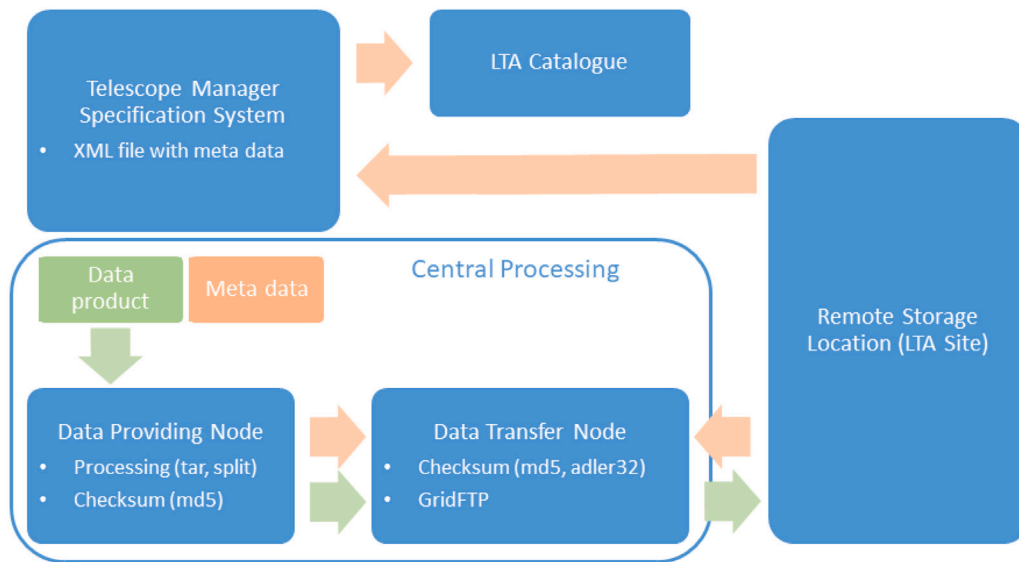 Telescope Manager
Specification System
• XML file with meta data
LTA Catalogue
Central Processing
Data
product
Meta data
Remote Storage
Location (LTA Site)
Data Providing Node
• Processing (tar, split)
• Checksum (md5)
Data Transfer Node
• Checksum (md5, adler32)
• GridFTP